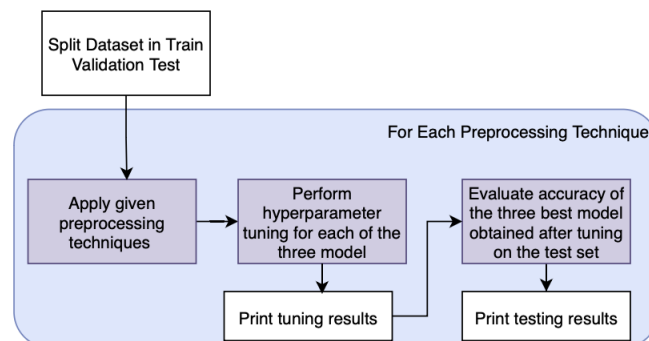 Split Dataset in Train
Validation Test
For Each Preprocessing Technique
Apply given
preprocessing
techniques
Perform
hyperparameter
tuning for each of the
three model
Evaluate accuracy of
the three best model
obtained after tuning
on the test set
Print tuning results
Print testing results